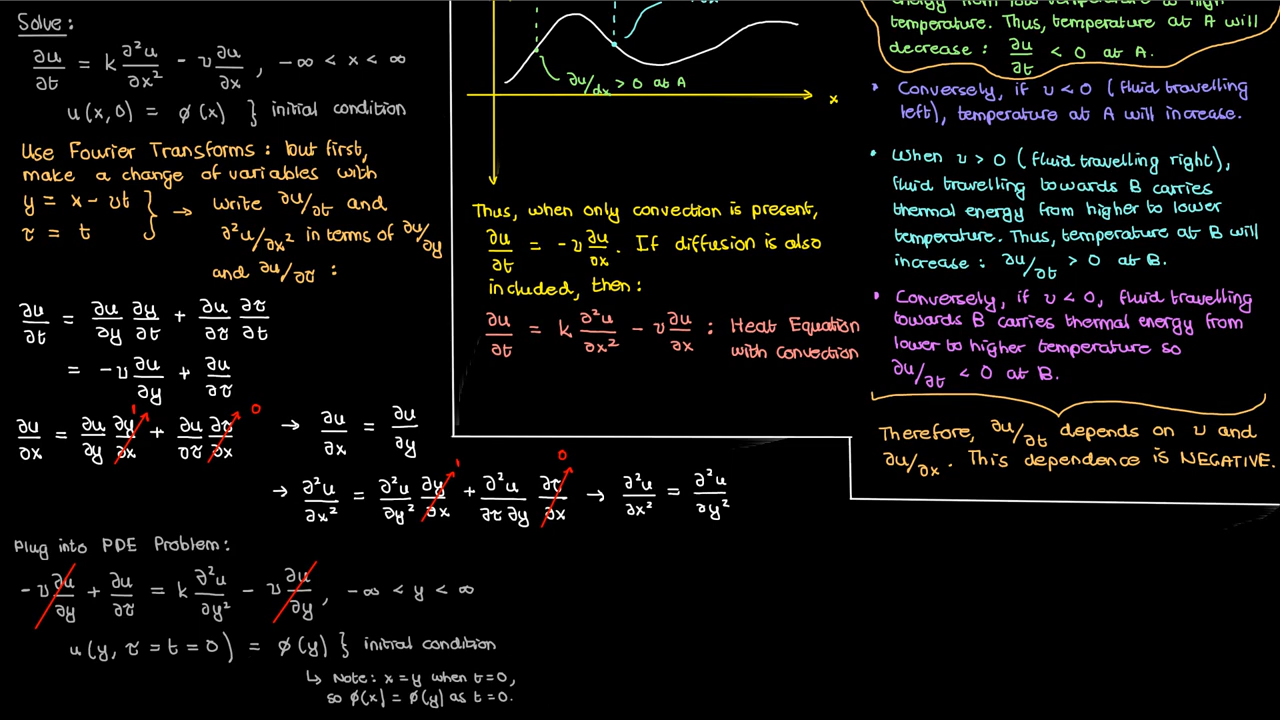 Solve:
∂u/∂t = k ∂²u/∂x² - v ∂u/∂x, -∞ < x < ∞
u(x, 0) = φ(x) } initial condition
Use Fourier Transforms: but first,
make a change of variables with
y = x - vt
τ = t
} → write ∂u/∂t and
∂²u/∂x² in terms of ∂u/∂y
and ∂u/∂τ :
∂u/∂t = ∂u/∂y ∂y/∂t + ∂u/∂τ ∂τ/∂t
= -v ∂u/∂y + ∂u/∂τ
∂u/∂x = ∂u/∂y ∂y/∂x 1 + ∂u/∂τ ∂τ/∂x 0 → ∂u/∂x = ∂u/∂y
→ ∂²u/∂x² = ∂²u/∂y² ∂y/∂x 1 + ∂²u/∂τ∂y ∂τ/∂x 0 → ∂²u/∂x² = ∂²u/∂y²
Plug into PDE Problem:
-v ∂u/∂y + ∂u/∂τ = k ∂²u/∂y² - v ∂u/∂y, -∞ < y < ∞
u(y, τ = t = 0) = φ(y) } initial condition
↳ Note: x = y when t = 0,
so φ(x) = φ(y) as t = 0.
∂u/dx > 0 at A
x
Thus, when only convection is present,
∂u/∂t = -v ∂u/∂x. If diffusion is also
included, then:
∂u/∂t = k ∂²u/∂x² - v ∂u/∂x : Heat Equation
with convection
temperature. Thus, temperature at A will
decrease: ∂u/∂t < 0 at A.
• Conversely, if v < 0 (fluid travelling
left), temperature at A will increase.
• When v > 0 (fluid travelling right),
fluid travelling towards B carries
thermal energy from higher to lower
temperature. Thus, temperature at B will
increase: ∂u/∂t > 0 at B.
• Conversely, if v < 0, fluid travelling
towards B carries thermal energy from
lower to higher temperature so
∂u/∂t < 0 at B.
Therefore, ∂u/∂t depends on v and
∂u/∂x. This dependence is NEGATIVE.